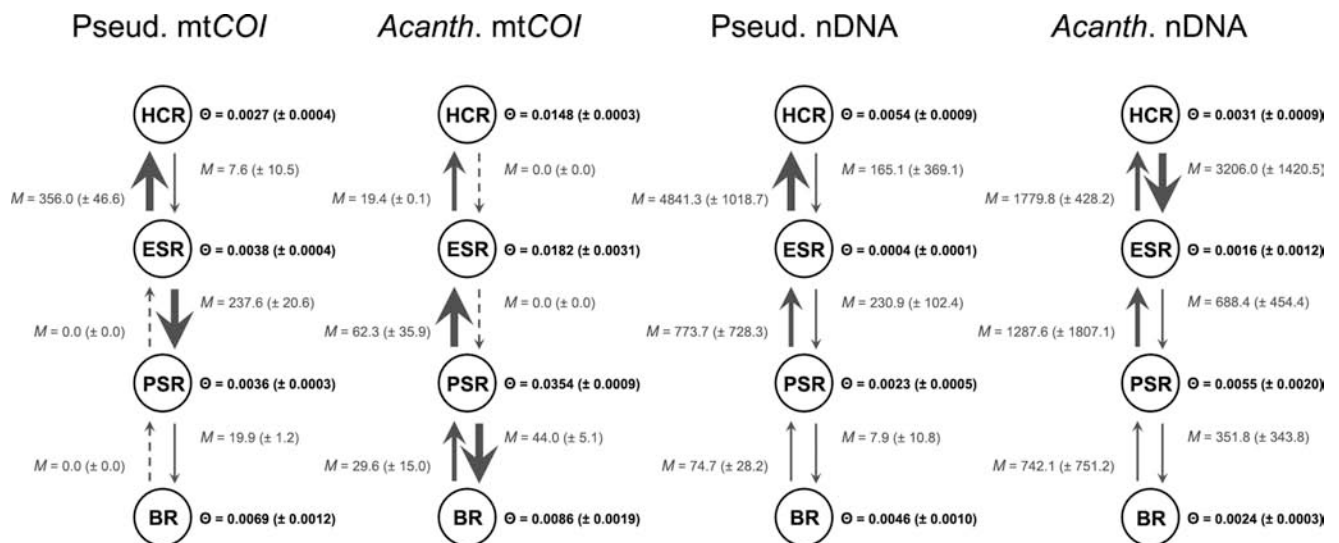 Pseud. mtCOI
Acanth. mtCOI
Pseud. nDNA
Acanth. nDNA
HCR Θ = 0.0027 (± 0.0004)
M = 7.6 (± 10.5)
M = 356.0 (± 46.6)
ESR Θ = 0.0038 (± 0.0004)
M = 237.6 (± 20.6)
M = 0.0 (± 0.0)
PSR Θ = 0.0036 (± 0.0003)
M = 19.9 (± 1.2)
M = 0.0 (± 0.0)
BR Θ = 0.0069 (± 0.0012)
HCR Θ = 0.0148 (± 0.0003)
M = 0.0 (± 0.0)
M = 19.4 (± 0.1)
ESR Θ = 0.0182 (± 0.0031)
M = 0.0 (± 0.0)
M = 62.3 (± 35.9)
PSR Θ = 0.0354 (± 0.0009)
M = 44.0 (± 5.1)
M = 29.6 (± 15.0)
BR Θ = 0.0086 (± 0.0019)
HCR Θ = 0.0054 (± 0.0009)
M = 165.1 (± 369.1)
M = 4841.3 (± 1018.7)
ESR Θ = 0.0004 (± 0.0001)
M = 230.9 (± 102.4)
M = 773.7 (± 728.3)
PSR Θ = 0.0023 (± 0.0005)
M = 7.9 (± 10.8)
M = 74.7 (± 28.2)
BR Θ = 0.0046 (± 0.0010)
HCR Θ = 0.0031 (± 0.0009)
M = 3206.0 (± 1420.5)
M = 1779.8 (± 428.2)
ESR Θ = 0.0016 (± 0.0012)
M = 688.4 (± 454.4)
M = 1287.6 (± 1807.1)
PSR Θ = 0.0055 (± 0.0020)
M = 351.8 (± 343.8)
M = 742.1 (± 751.2)
BR Θ = 0.0024 (± 0.0003)